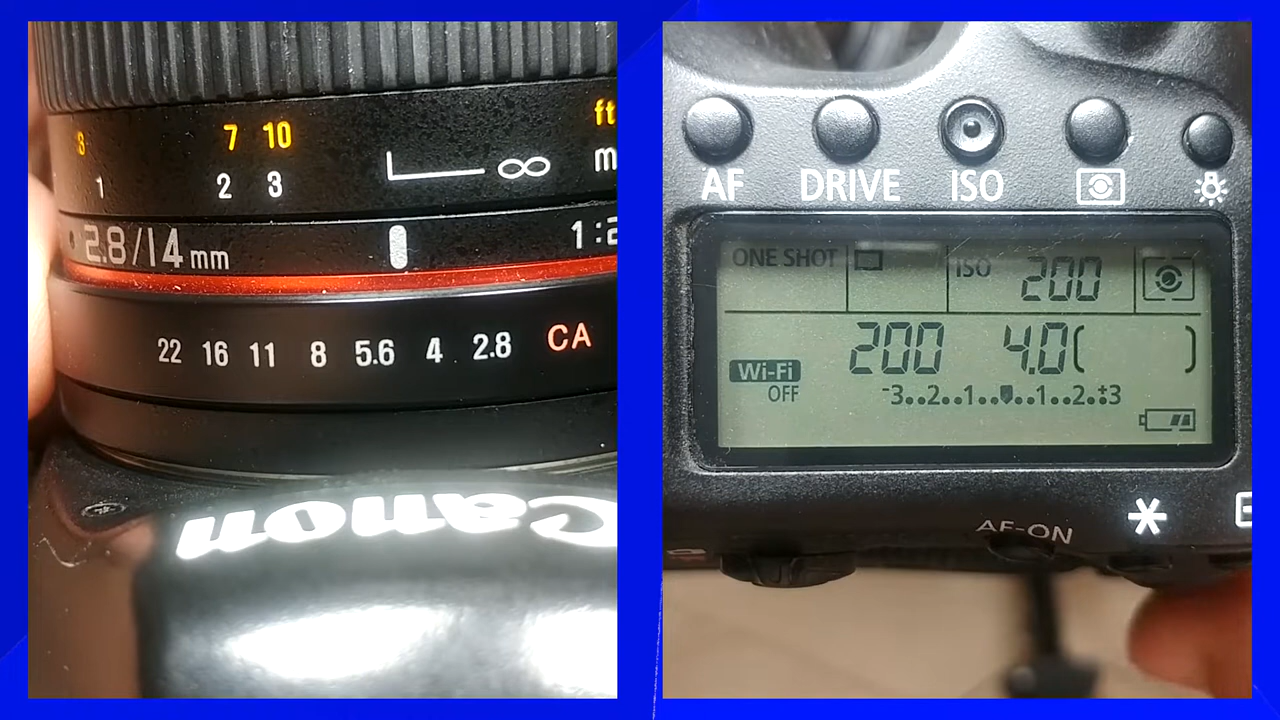 3 7 10 ft
1 2 3 ∞ m
2.8/14mm 1:2
22 16 11 8 5.6 4 2.8 CA
Canon
AF DRIVE ISO
ONE SHOT ISO 200
200 4.0( )
Wi-Fi
OFF
-3..2..1..▼..1..2..+3
AF-ON *